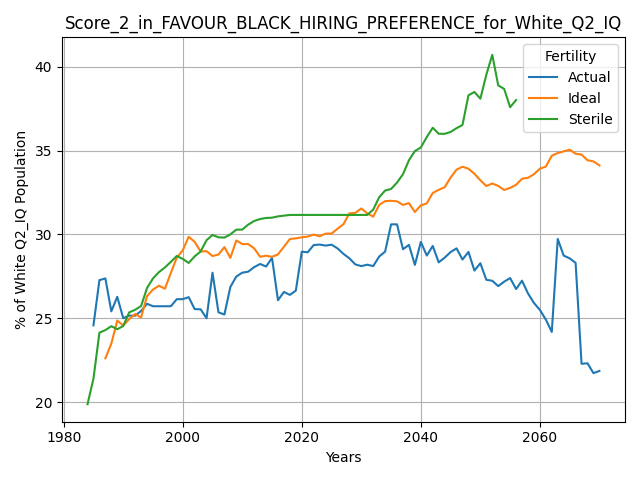 Score_2_in_FAVOUR_BLACK_HIRING_PREFERENCE_for_White_Q2_IQ
Fertility
Actual
Ideal
Sterile
% of White Q2_IQ Population
40
35
30
25
20
1980
2000
2020
2040
2060
Years